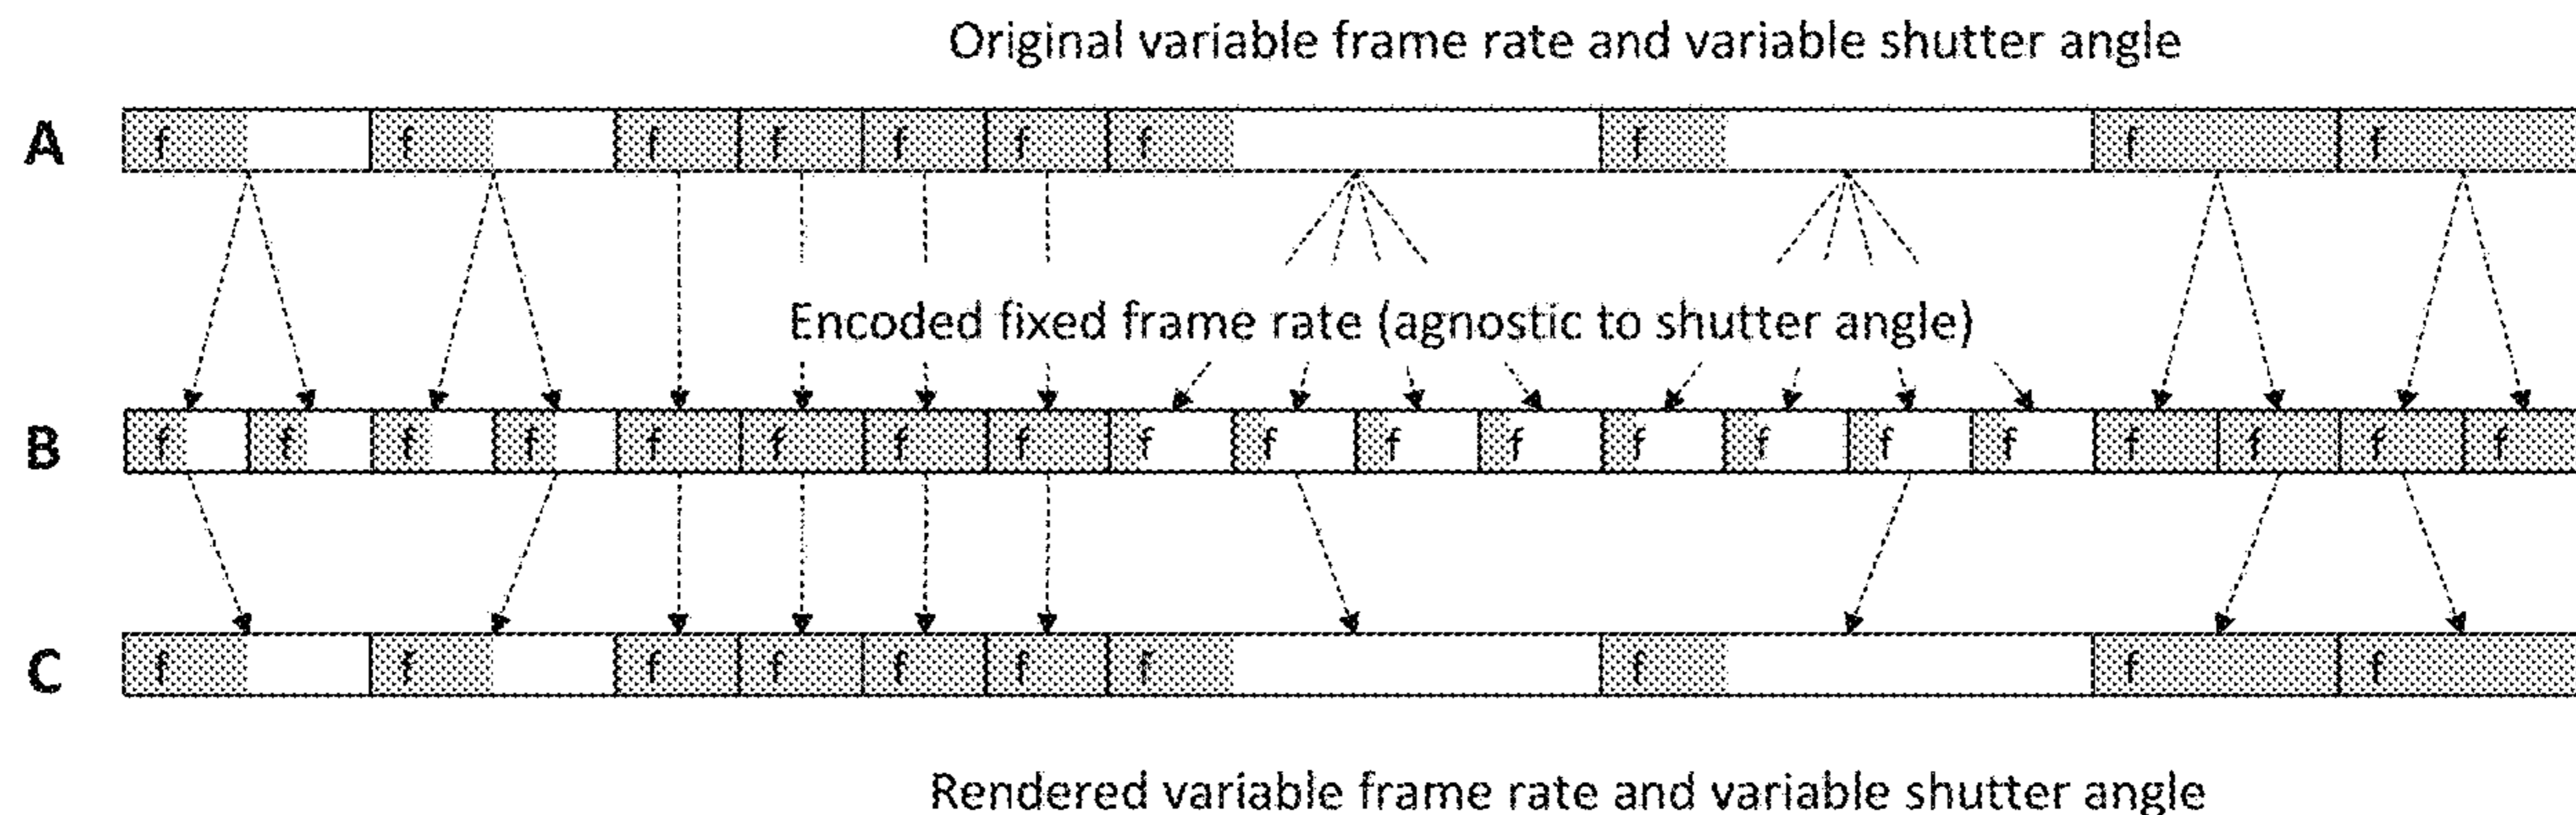 Original variable frame rate and variable shutter angle
A f f f f f f f f f f
Encoded fixed frame rate (agnostic to shutter angle)
B f f f f f f f f f f f f f f f f f f f f
C f f f f f f f f f f
Rendered variable frame rate and variable shutter angle